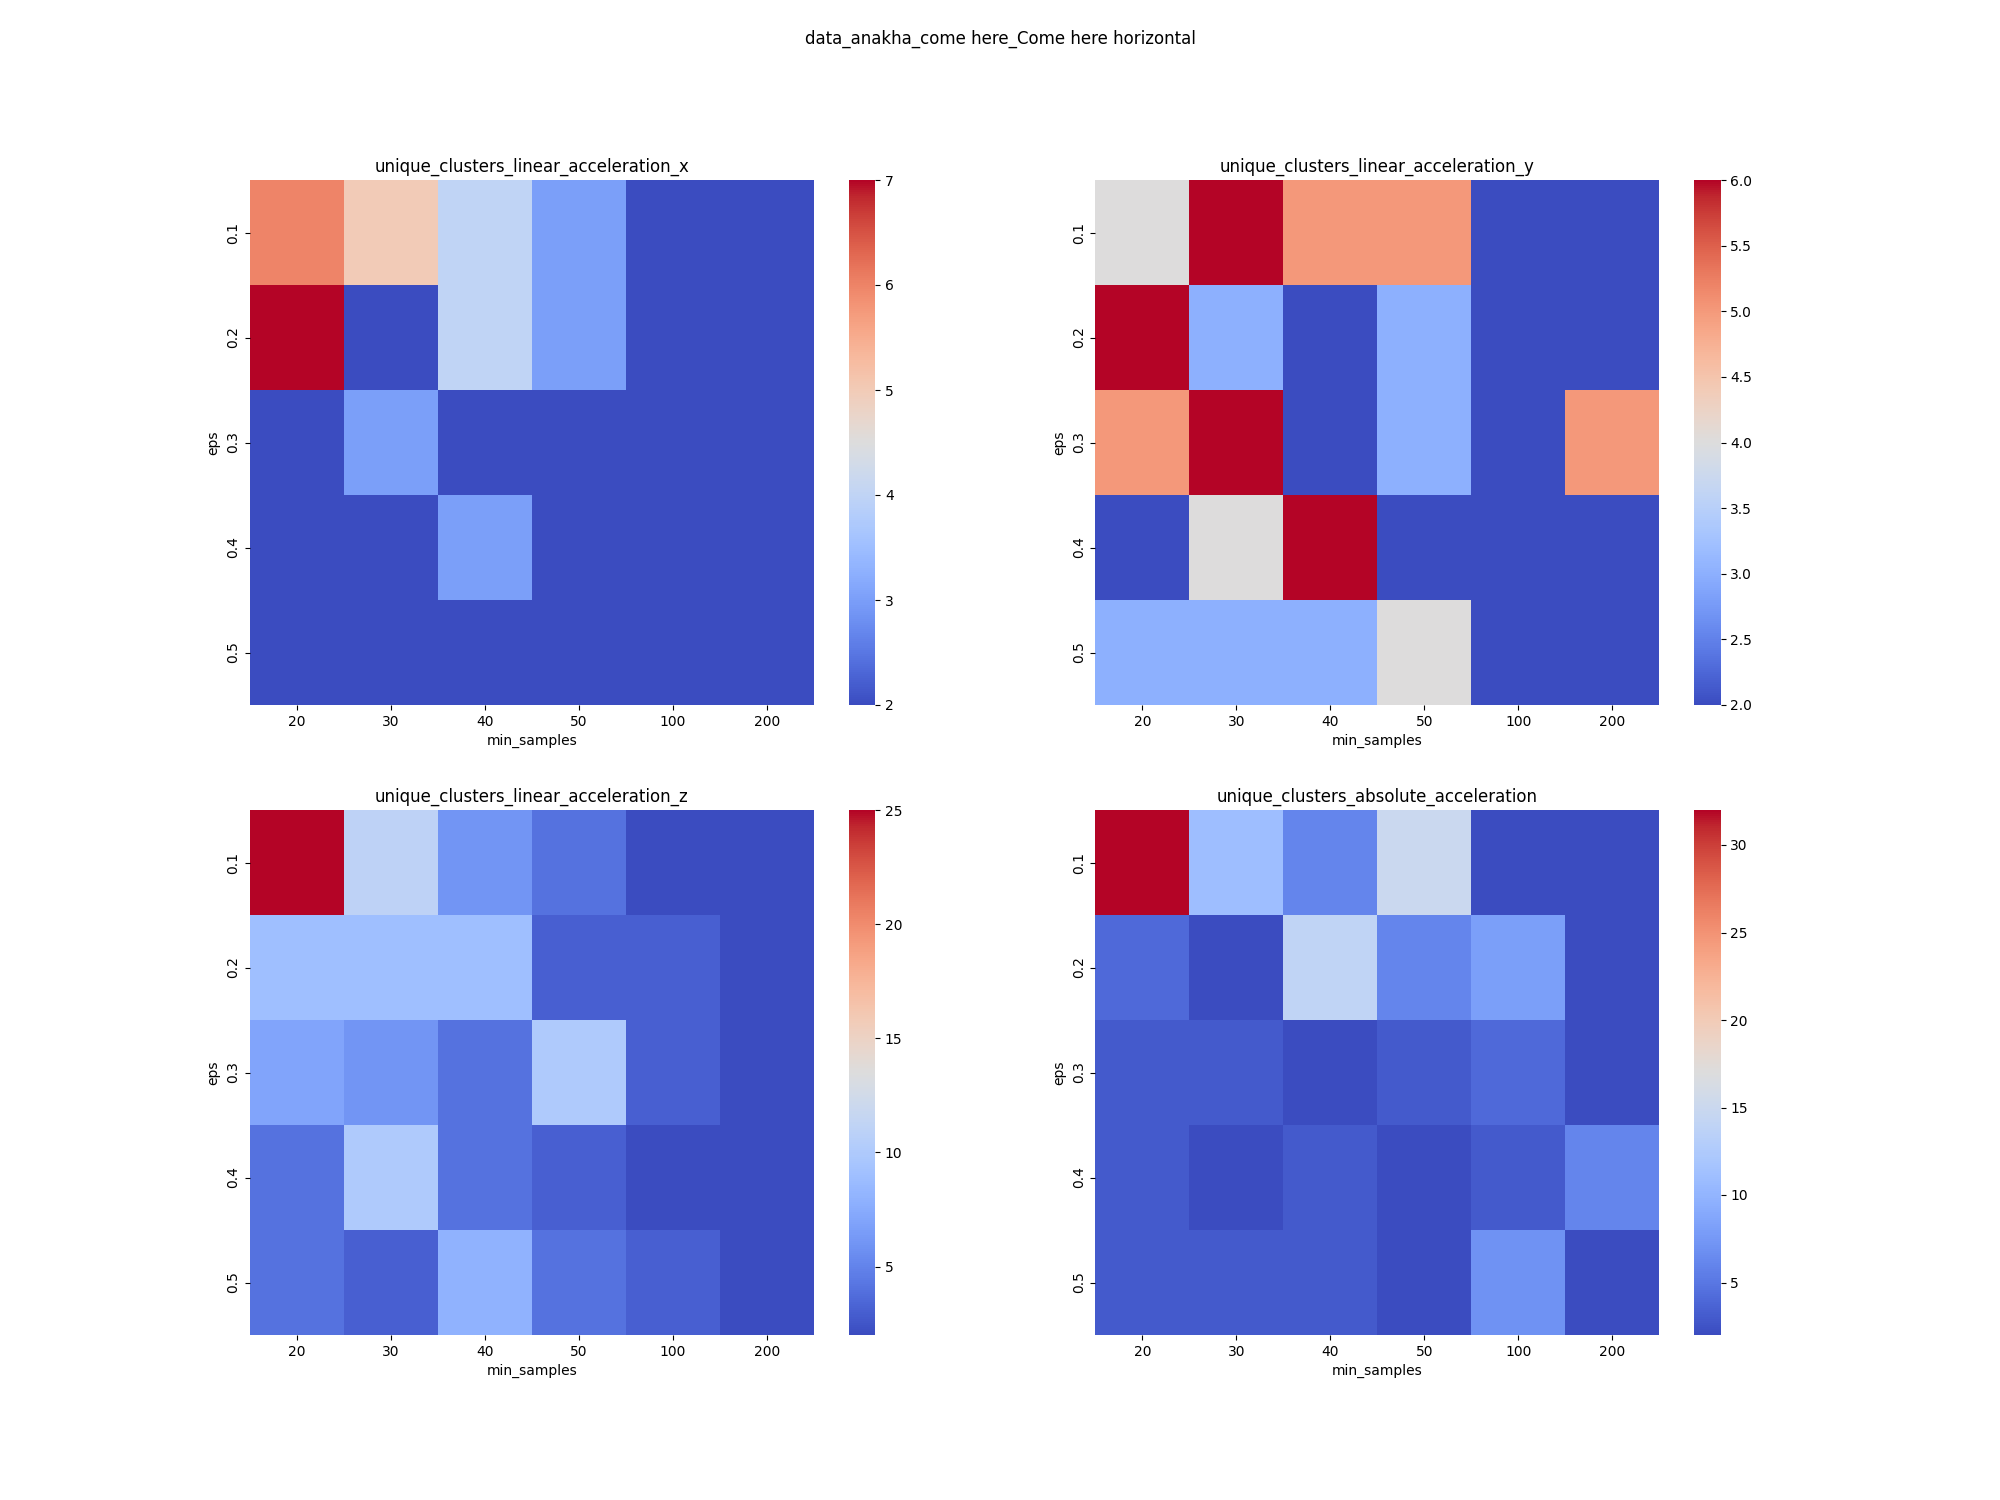 data_anakha_come here_Come here horizontal
unique_clusters_linear_acceleration_x
7
6
5
4
3
2
0.1
0.2
0.3
0.4
0.5
eps
20 30 40 50 100 200
min_samples
unique_clusters_linear_acceleration_y
6.0
5.5
5.0
4.5
4.0
3.5
3.0
2.5
2.0
0.1
0.2
0.3
0.4
0.5
eps
20 30 40 50 100 200
min_samples
unique_clusters_linear_acceleration_z
25
20
15
10
5
0.1
0.2
0.3
0.4
0.5
eps
20 30 40 50 100 200
min_samples
unique_clusters_absolute_acceleration
30
25
20
15
10
5
0.1
0.2
0.3
0.4
0.5
eps
20 30 40 50 100 200
min_samples